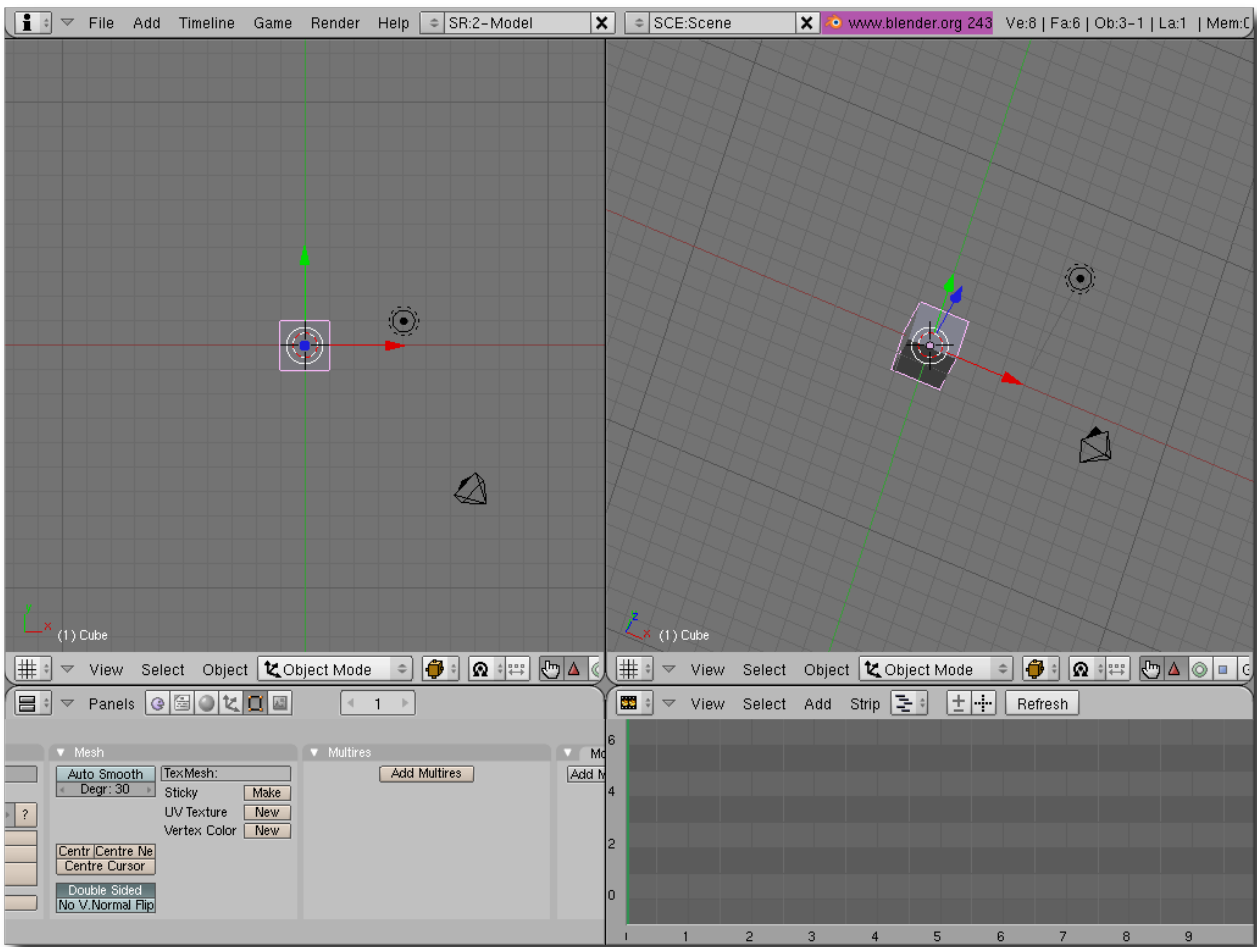 File Add Timeline Game Render Help SR:2-Model SCE:Scene www.blender.org 243 Ve:8 | Fa:6 | Ob:3-1 | La:1 | Mem:
y
x (1) Cube
z
x (1) Cube
View Select Object Object Mode
View Select Object Object Mode
Panels 1
View Select Add Strip Refresh
Mesh
Multires
Auto Smooth TexMesh:
Degr: 30
Sticky Make
UV Texture New
Vertex Color New
?
Centr Centre Ne
Centre Cursor
Double Sided
No V.Normal Flip
Add Multires
Add
6
4
2
0
1 2 3 4 5 6 7 8 9